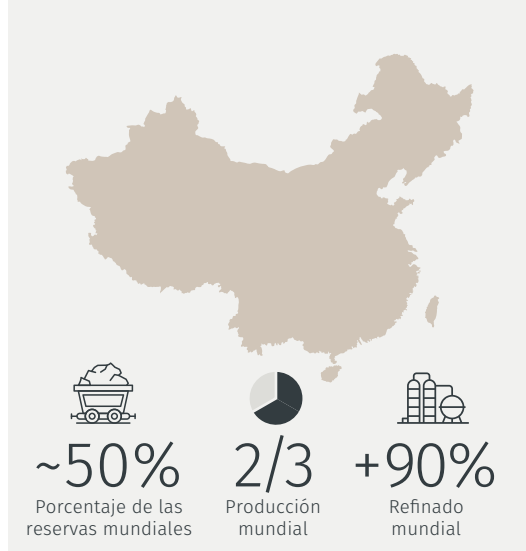 ~50%
Porcentaje de las
reservas mundiales
2/3
Producción
mundial
+90%
Refinado
mundial